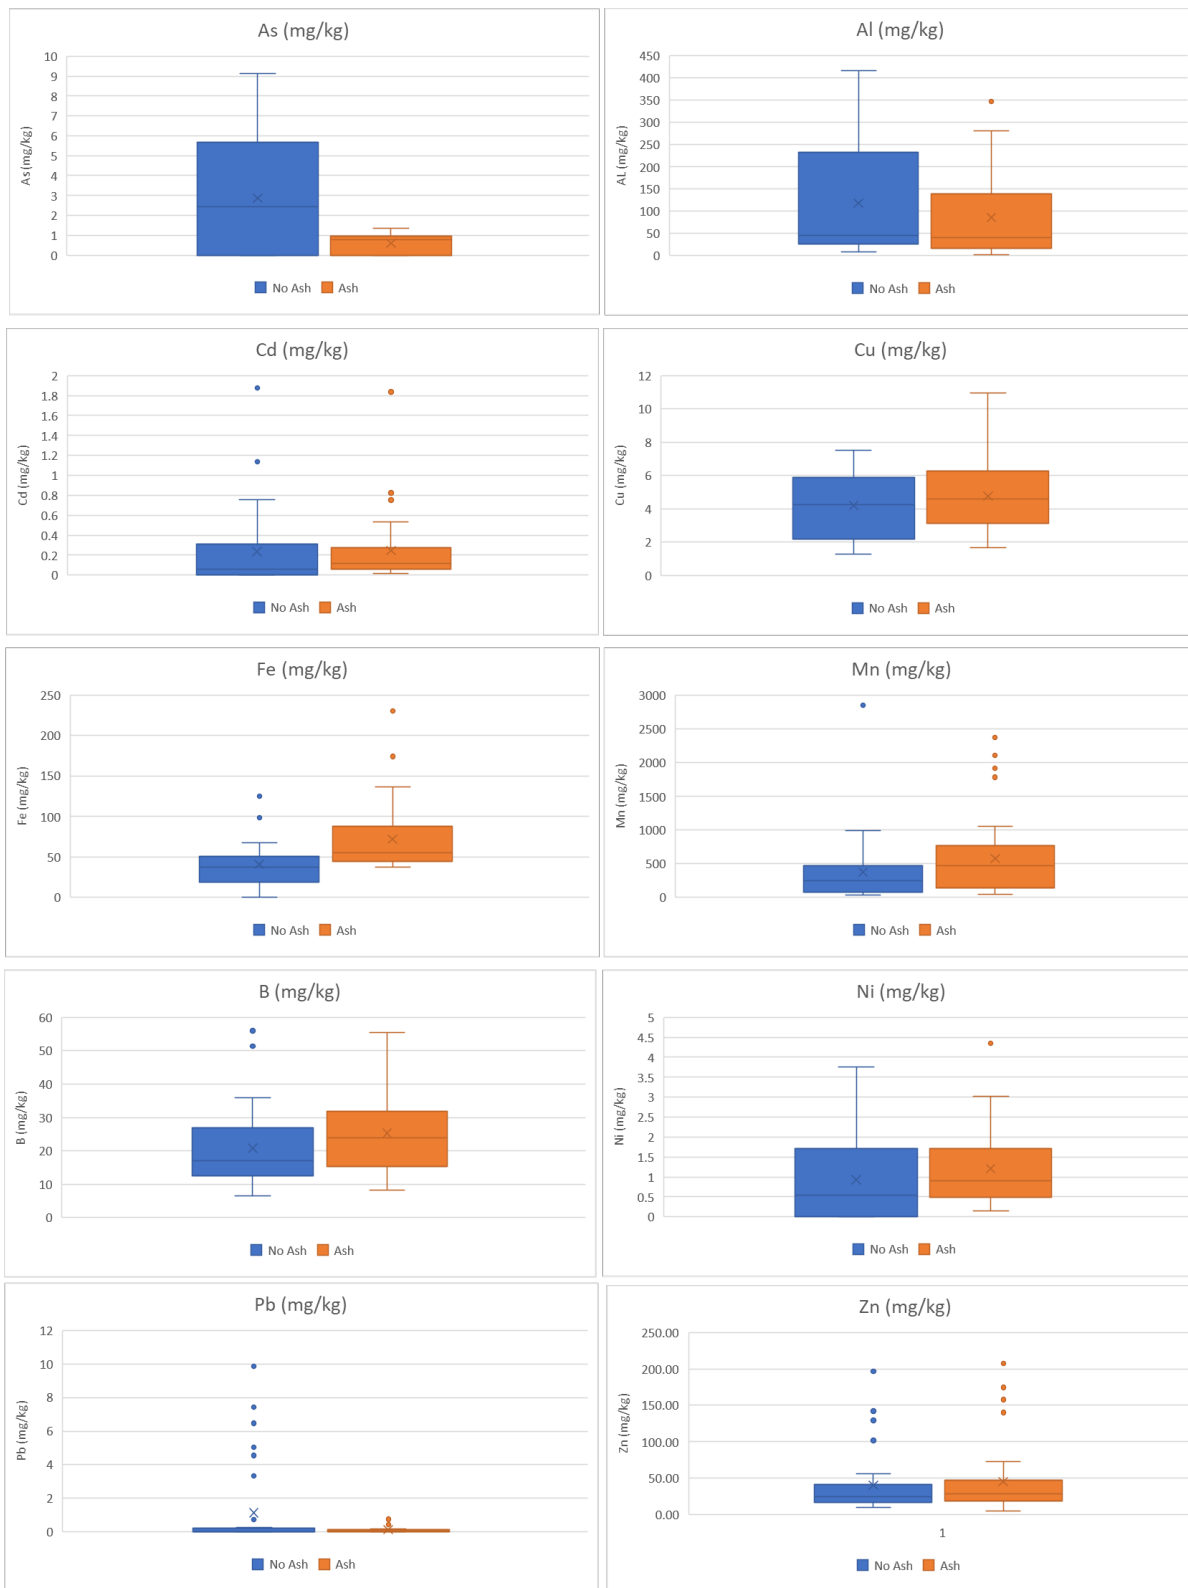 As (mg/kg)
10
9
8
7
6
5
4
3
2
1
0
As (mg/kg)
No Ash Ash
Al (mg/kg)
450
400
350
300
250
200
150
100
50
0
AL (mg/kg)
No Ash Ash
Cd (mg/kg)
2
1.8
1.6
1.4
1.2
1
0.8
0.6
0.4
0.2
0
Cd (mg/kg)
No Ash Ash
Cu (mg/kg)
12
10
8
6
4
2
0
Cu (mg/kg)
No Ash Ash
Fe (mg/kg)
250
200
150
100
50
0
Fe (mg/kg)
No Ash Ash
Mn (mg/kg)
3000
2500
2000
1500
1000
500
0
Mn (mg/kg)
No Ash Ash
B (mg/kg)
60
50
40
30
20
10
0
B (mg/kg)
No Ash Ash
Ni (mg/kg)
5
4.5
4
3.5
3
2.5
2
1.5
1
0.5
0
Ni (mg/kg)
No Ash Ash
Pb (mg/kg)
12
10
8
6
4
2
0
Pb (mg/kg)
No Ash Ash
Zn (mg/kg)
250.00
200.00
150.00
100.00
50.00
0.00
Zn (mg/kg)
1
No Ash Ash